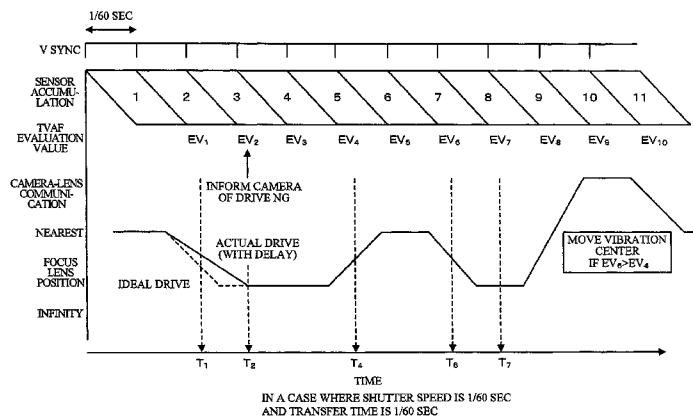 1/60 SEC
V SYNC
SENSOR
ACCUMU-
LATION
1 2 3 4 5 6 7 8 9 10 11
TVAF
EVALUATION
VALUE
EV1 EV2 EV3 EV4 EV5 EV6 EV7 EV8 EV9 EV10
INFORM CAMERA
OF DRIVE NG
CAMERA-LENS
COMMUNI-
CATION
NEAREST
ACTUAL DRIVE
(WITH DELAY)
MOVE VIBRATION
CENTER
IF EV6>EV4
FOCUS
LENS
POSITION
IDEAL DRIVE
INFINITY
T1 T2 T4 T6 T7
TIME
IN A CASE WHERE SHUTTER SPEED IS 1/60 SEC
AND TRANSFER TIME IS 1/60 SEC